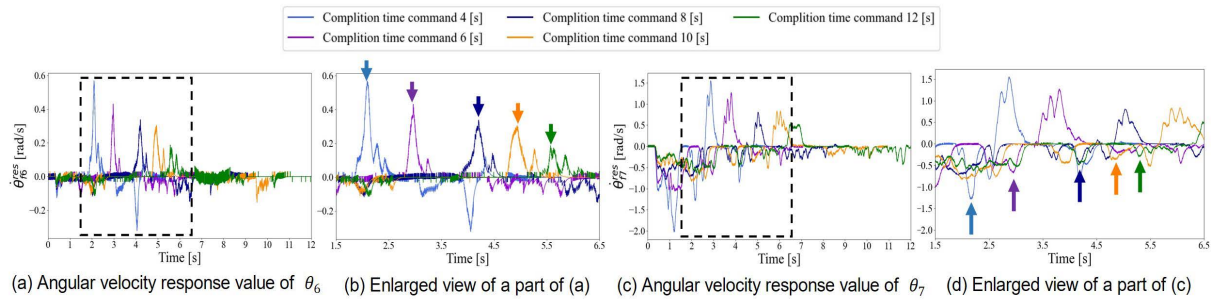 Complition time command 4 [s]
Complition time command 8 [s]
Complition time command 12 [s]
Complition time command 6 [s]
Complition time command 10 [s]
0.6
0.4
0.2
0.0
−0.2
θ̇ʳᵉˢf6 [rad/s]
0 1 2 3 4 5 6 7 8 9 10 11 12
Time [s]
(a) Angular velocity response value of θ₆
0.6
0.4
0.2
0.0
−0.2
1.5 2.5 3.5 4.5 5.5 6.5
Time [s]
(b) Enlarged view of a part of (a)
1.5
1.0
0.5
0.0
−0.5
−1.0
−1.5
−2.0
θ̇ʳᵉˢf7 [rad/s]
0 1 2 3 4 5 6 7 8 9 10 11 12
Time [s]
(c) Angular velocity response value of θ₇
1.5
1.0
0.5
0.0
−0.5
−1.0
−1.5
−2.0
1.5 2.5 3.5 4.5 5.5 6.5
Time [s]
(d) Enlarged view of a part of (c)